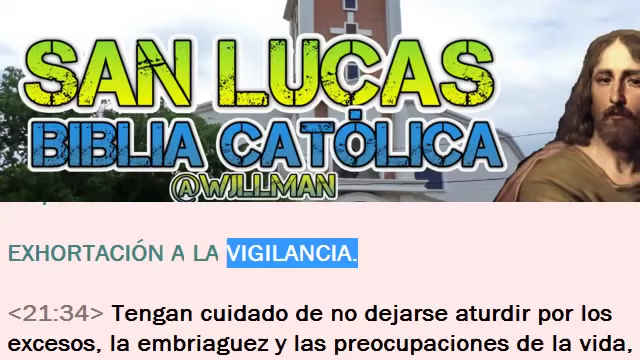 SAN LUCAS
BIBLIA CATÓLICA
@WILLMAN
EXHORTACIÓN A LA VIGILANCIA.
<21:34> Tengan cuidado de no dejarse aturdir por los
excesos, la embriaguez y las preocupaciones de la vida,